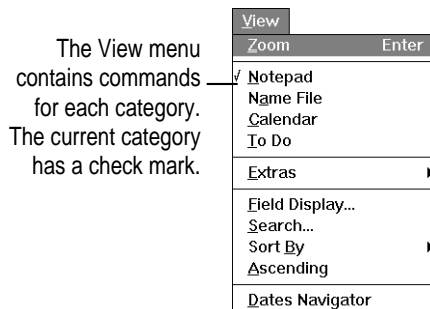 The View menu
contains commands
for each category.
The current category
has a check mark.
View
Zoom Enter
√ Notepad
Name File
Calendar
To Do
Extras
Field Display...
Search...
Sort By
Ascending
Dates Navigator